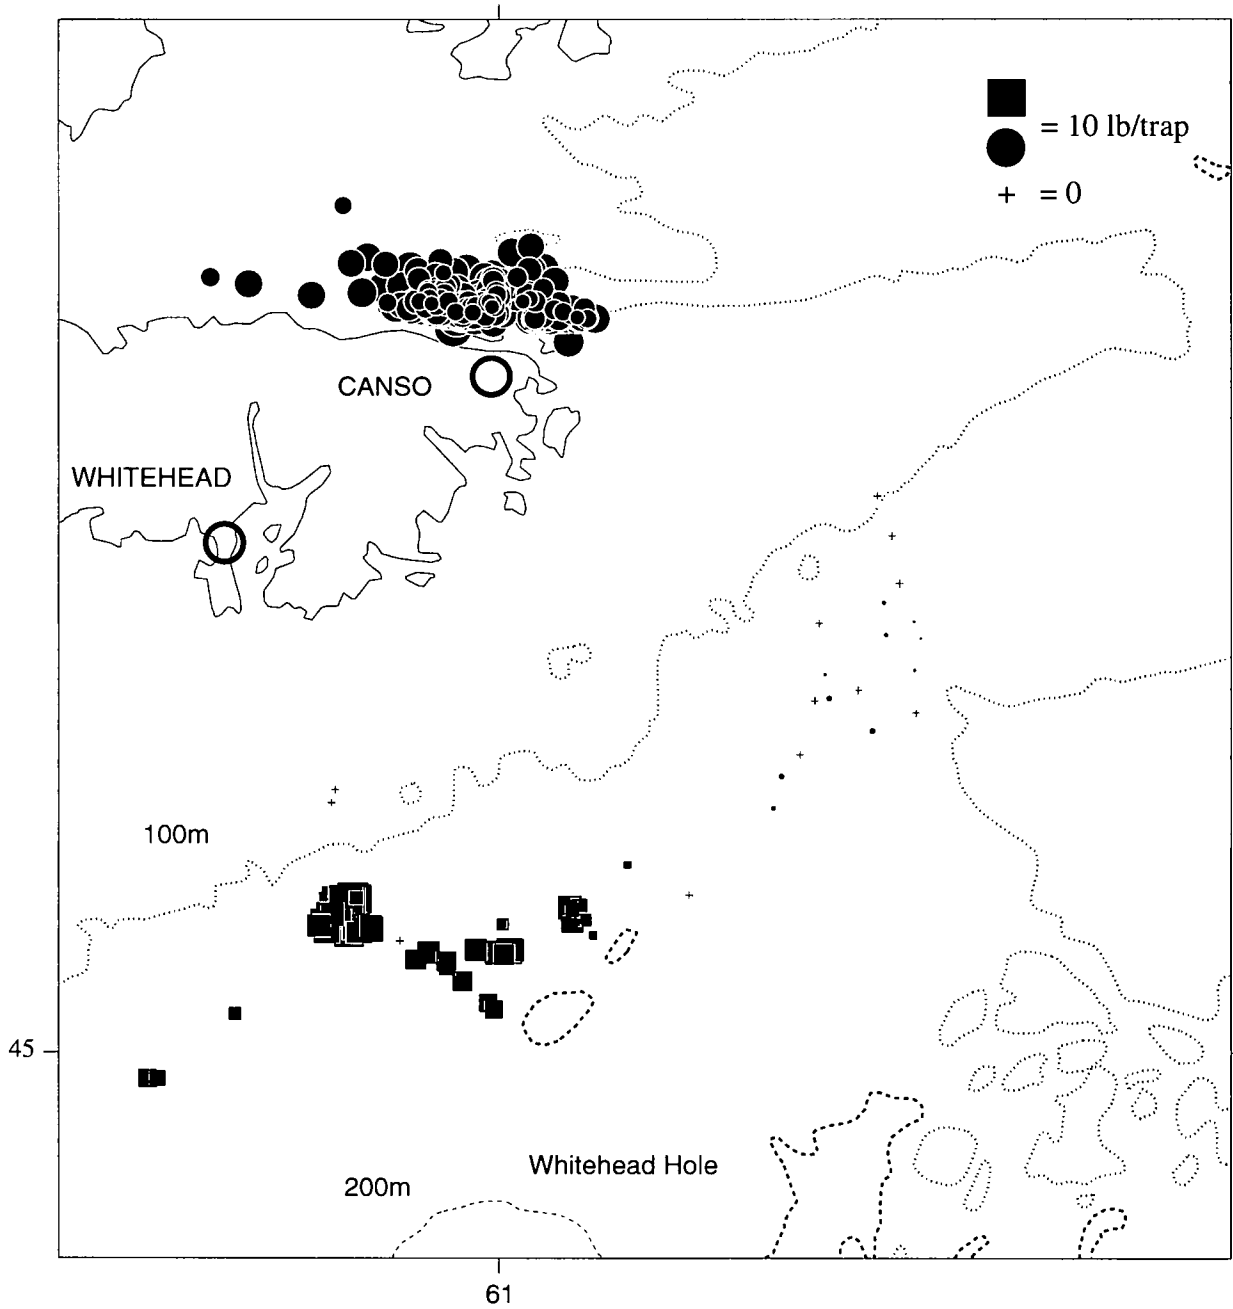 = 10 lb/trap
+ = 0
CANSO
WHITEHEAD
100m
45
Whitehead Hole
200m
61